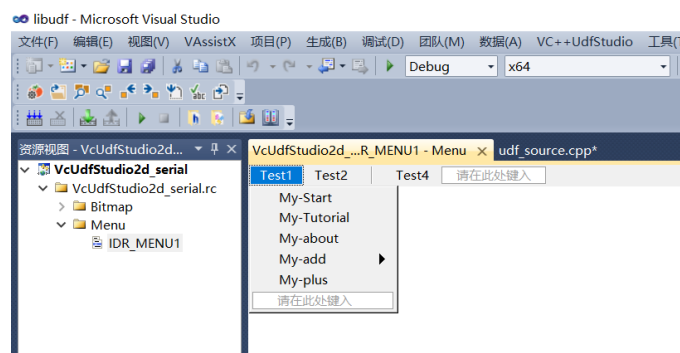 libudf - Microsoft Visual Studio
文件(F) 编辑(E) 视图(V) VAssistX 项目(P) 生成(B) 调试(D) 团队(M) 数据(A) VC++UdfStudio 工具(T
Debug x64
资源视图 - VcUdfStudio2d... VcUdfStudio2d_...R_MENU1 - Menu udf_source.cpp*
VcUdfStudio2d_serial
VcUdfStudio2d_serial.rc
Bitmap
Menu
IDR_MENU1
Test1 Test2 Test4 请在此处键入
My-Start
My-Tutorial
My-about
My-add
My-plus
请在此处键入